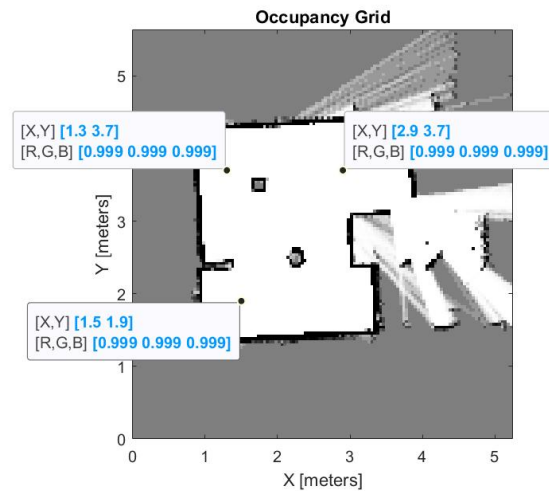 Occupancy Grid
5
[X,Y] [1.3 3.7]
[R,G,B] [0.999 0.999 0.999]
[X,Y] [2.9 3.7]
[R,G,B] [0.999 0.999 0.999]
3
Y [meters]
2
[X,Y] [1.5 1.9]
[R,G,B] [0.999 0.999 0.999]
1
0
0 1 2 3 4 5
X [meters]